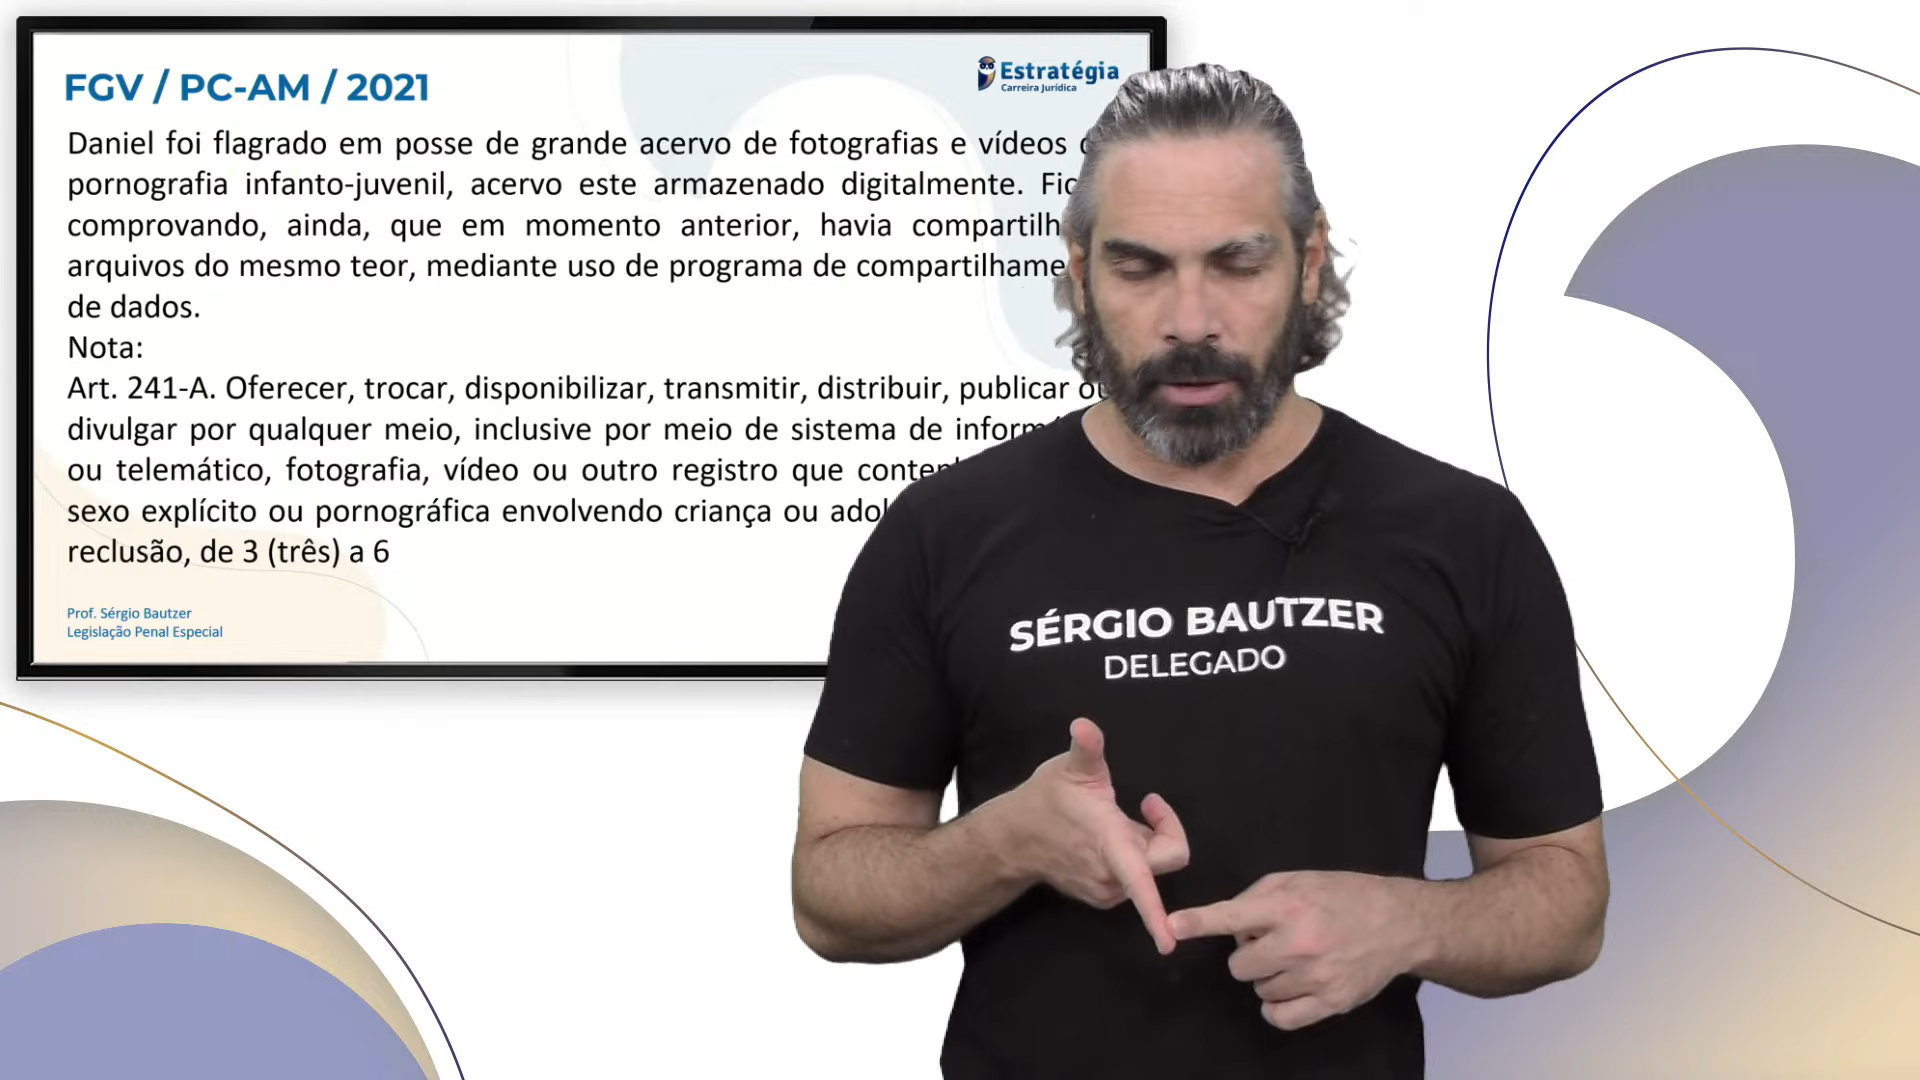 FGV / PC-AM / 2021
Estratégia
Carreira Jurídica
Daniel foi flagrado em posse de grande acervo de fotografias e vídeos
pornografia infanto-juvenil, acervo este armazenado digitalmente.
comprovando, ainda, que em momento anterior, havia
arquivos do mesmo teor, mediante uso de programa de
de dados.
Nota:
Art. 241-A. Oferecer, trocar, disponibilizar, transmitir, distribuir, publicar ou
divulgar por qualquer meio, inclusive por meio de sistema de
ou telemático, fotografia, vídeo ou outro registro que
sexo explícito ou pornográfica envolvendo criança ou
reclusão, de 3 (três) a 6
Prof. Sérgio Bautzer
Legislação Penal Especial
SÉRGIO BAUTZER
DELEGADO